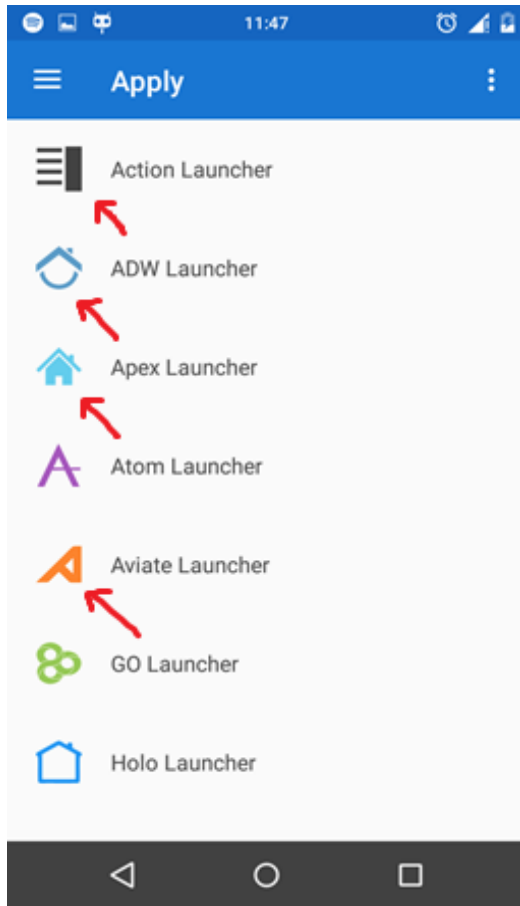 11:47
Apply
Action Launcher
ADW Launcher
Apex Launcher
Atom Launcher
Aviate Launcher
GO Launcher
Holo Launcher